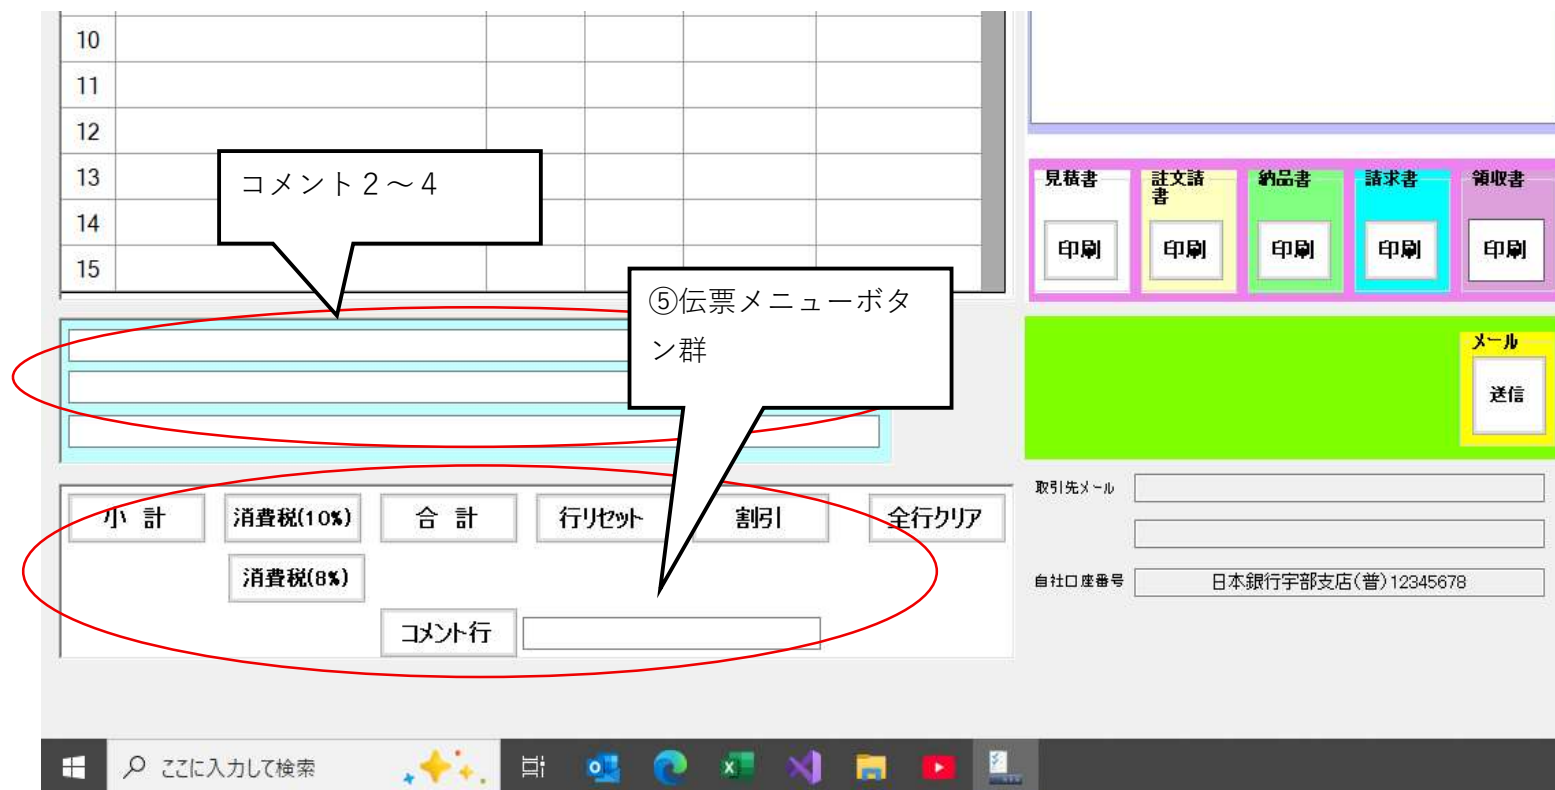 10
11
12
13
14
15
コメント２～４
⑤伝票メニューボタ
ン群
見積書
註文請
書
納品書
請求書
領収書
印刷
印刷
印刷
印刷
印刷
メール
送信
小 計
消費税(10%)
合 計
行リセット
割引
全行クリア
消費税(8%)
コメント行
取引先メール
自社口座番号
日本銀行宇部支店(普)12345678
ここに入力して検索